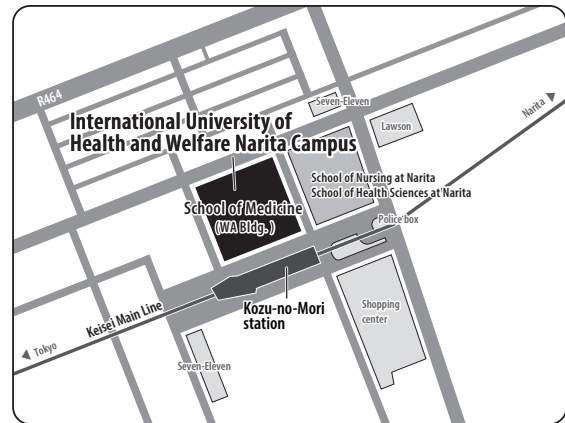 R464
Seven-Eleven
Narita
Lawson
International University of
Health and Welfare Narita Campus
School of Nursing at Narita
School of Health Sciences at Narita
School of Medicine
(WA Bldg. )
Police box
Kozu-no-Mori
station
Shopping
center
Keisei Main Line
Tokyo
Seven-Eleven